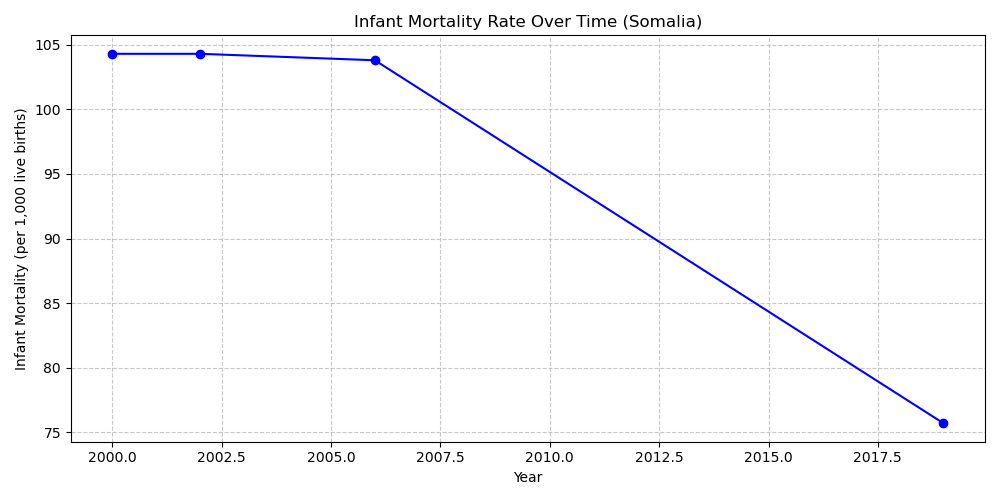 Infant Mortality Rate Over Time (Somalia)
Infant Mortality (per 1,000 live births)
105
100
95
90
85
80
75
2000.0 2002.5 2005.0 2007.5 2010.0 2012.5 2015.0 2017.5
Year